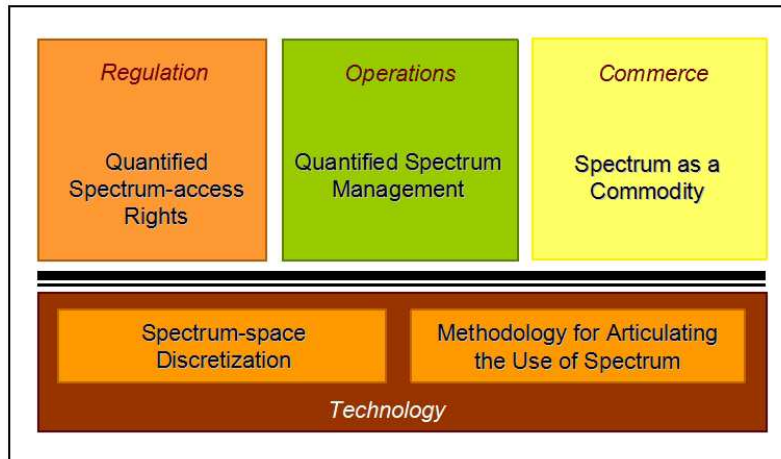 Regulation
Quantified
Spectrum-access
Rights
Operations
Quantified Spectrum
Management
Commerce
Spectrum as a
Commodity
Spectrum-space
Discretization
Methodology for Articulating
the Use of Spectrum
Technology